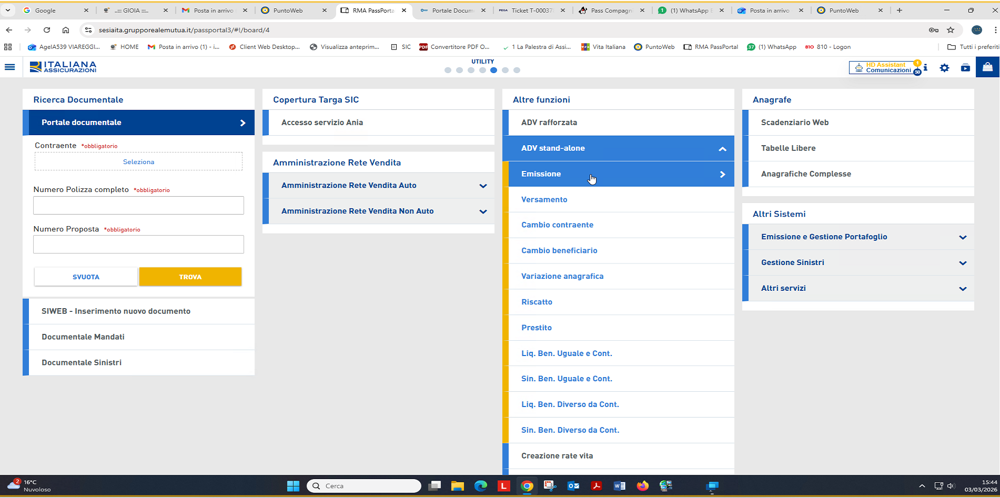 Google
..::: GIOIA :::..
Posta in arrivo
PuntoWeb
RMA PassPorta
Portale Docum
PEGA Ticket T-00037
Pass Compagn
1 (1) WhatsApp
Posta in arrivo
PuntoWeb
sesiaita.grupporealemutua.it/passportal3/#!/board/4
AgeIA539 VIAREGGI...
HOME
Posta in arrivo (1) - i...
Client Web Desktop...
Visualizza anteprim...
SIC
PDF Convertitore PDF O...
1 La Palestra di Assi...
Vita Italiana
PuntoWeb
RMA PassPortal
37 (1) WhatsApp
810 810 - Logon
Tutti i preferiti
ITALIANA
ASSICURAZIONI
UTILITY
HD Assistant 1
Comunicazioni 50
Ricerca Documentale
Portale documentale
Contraente *obbligatorio
Seleziona
Numero Polizza completo *obbligatorio
Numero Proposta *obbligatorio
SVUOTA
TROVA
SIWEB - Inserimento nuovo documento
Documentale Mandati
Documentale Sinistri
Copertura Targa SIC
Accesso servizio Ania
Amministrazione Rete Vendita
Amministrazione Rete Vendita Auto
Amministrazione Rete Vendita Non Auto
Altre funzioni
ADV rafforzata
ADV stand-alone
Emissione
Versamento
Cambio contraente
Cambio beneficiario
Variazione anagrafica
Riscatto
Prestito
Liq. Ben. Uguale e Cont.
Sin. Ben. Uguale e Cont.
Liq. Ben. Diverso da Cont.
Sin. Ben. Diverso da Cont.
Creazione rate vita
Anagrafe
Scadenziario Web
Tabelle Libere
Anagrafiche Complesse
Altri Sistemi
Emissione e Gestione Portafoglio
Gestione Sinistri
Altri servizi
2
16°C
Nuvoloso
Cerca
15:44
03/03/2026